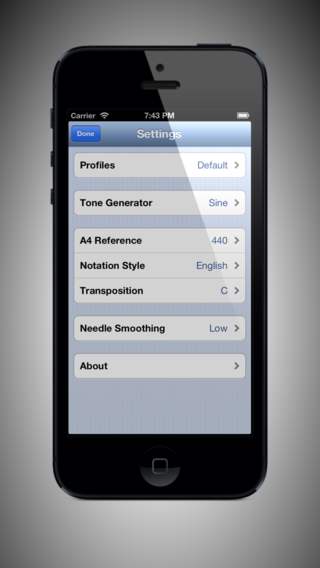 Carrier 7:43 PM
Done Settings
Profiles Default
Tone Generator Sine
A4 Reference 440
Notation Style English
Transposition C
Needle Smoothing Low
About